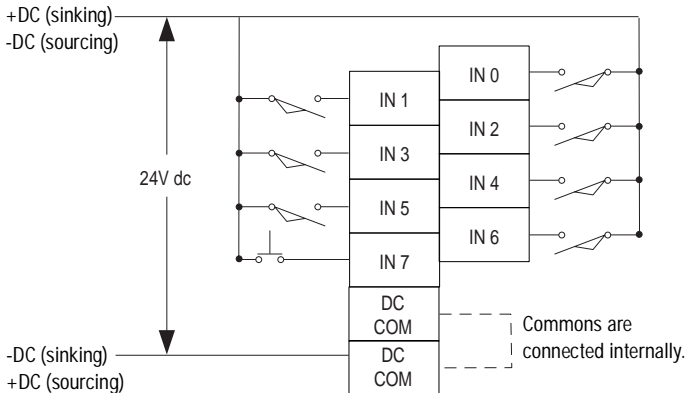 +DC (sinking)
-DC (sourcing)
IN 0
IN 1
IN 2
IN 3
24V dc
IN 4
IN 5
IN 6
IN 7
DC
COM
Commons are
connected internally.
-DC (sinking)
+DC (sourcing)
DC
COM